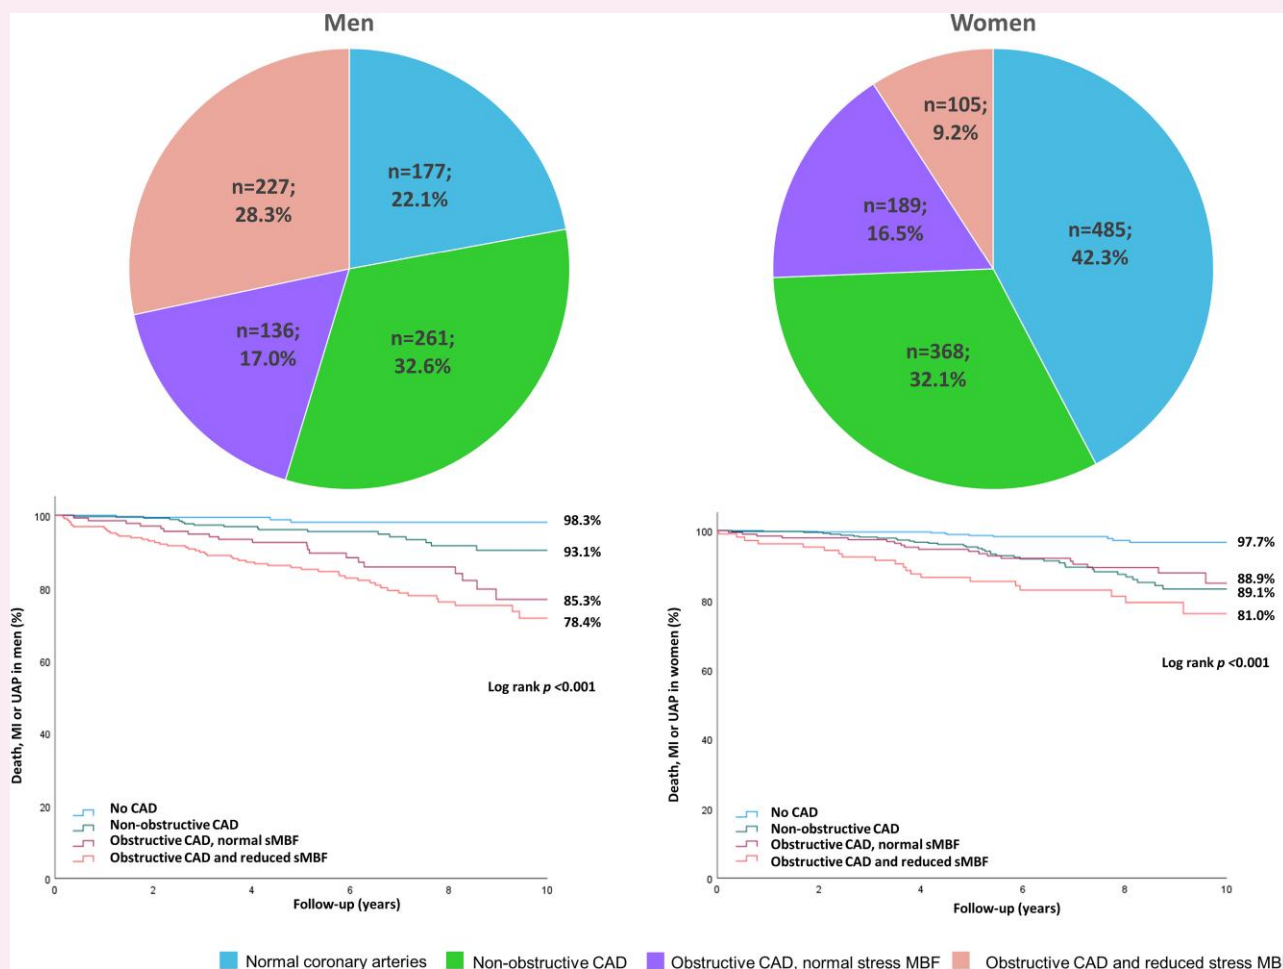 Men
n=177;
22.1%
n=227;
28.3%
n=136;
17.0%
n=261;
32.6%
Women
n=105;
9.2%
n=189;
16.5%
n=485;
42.3%
n=368;
32.1%
Death, MI or UAP in men (%)
100
80
60
40
20
0
98.3%
93.1%
85.3%
78.4%
Log rank p <0.001
No CAD
Non-obstructive CAD
Obstructive CAD, normal sMBF
Obstructive CAD and reduced sMBF
0 2 4 6 8 10
Follow-up (years)
Death, MI or UAP in women (%)
100
80
60
40
20
0
97.7%
88.9%
89.1%
81.0%
Log rank p <0.001
No CAD
Non-obstructive CAD
Obstructive CAD, normal sMBF
Obstructive CAD and reduced sMBF
0 2 4 6 8 10
Follow-up (years)
Normal coronary arteries Non-obstructive CAD Obstructive CAD, normal stress MBF Obstructive CAD and reduced stress MB